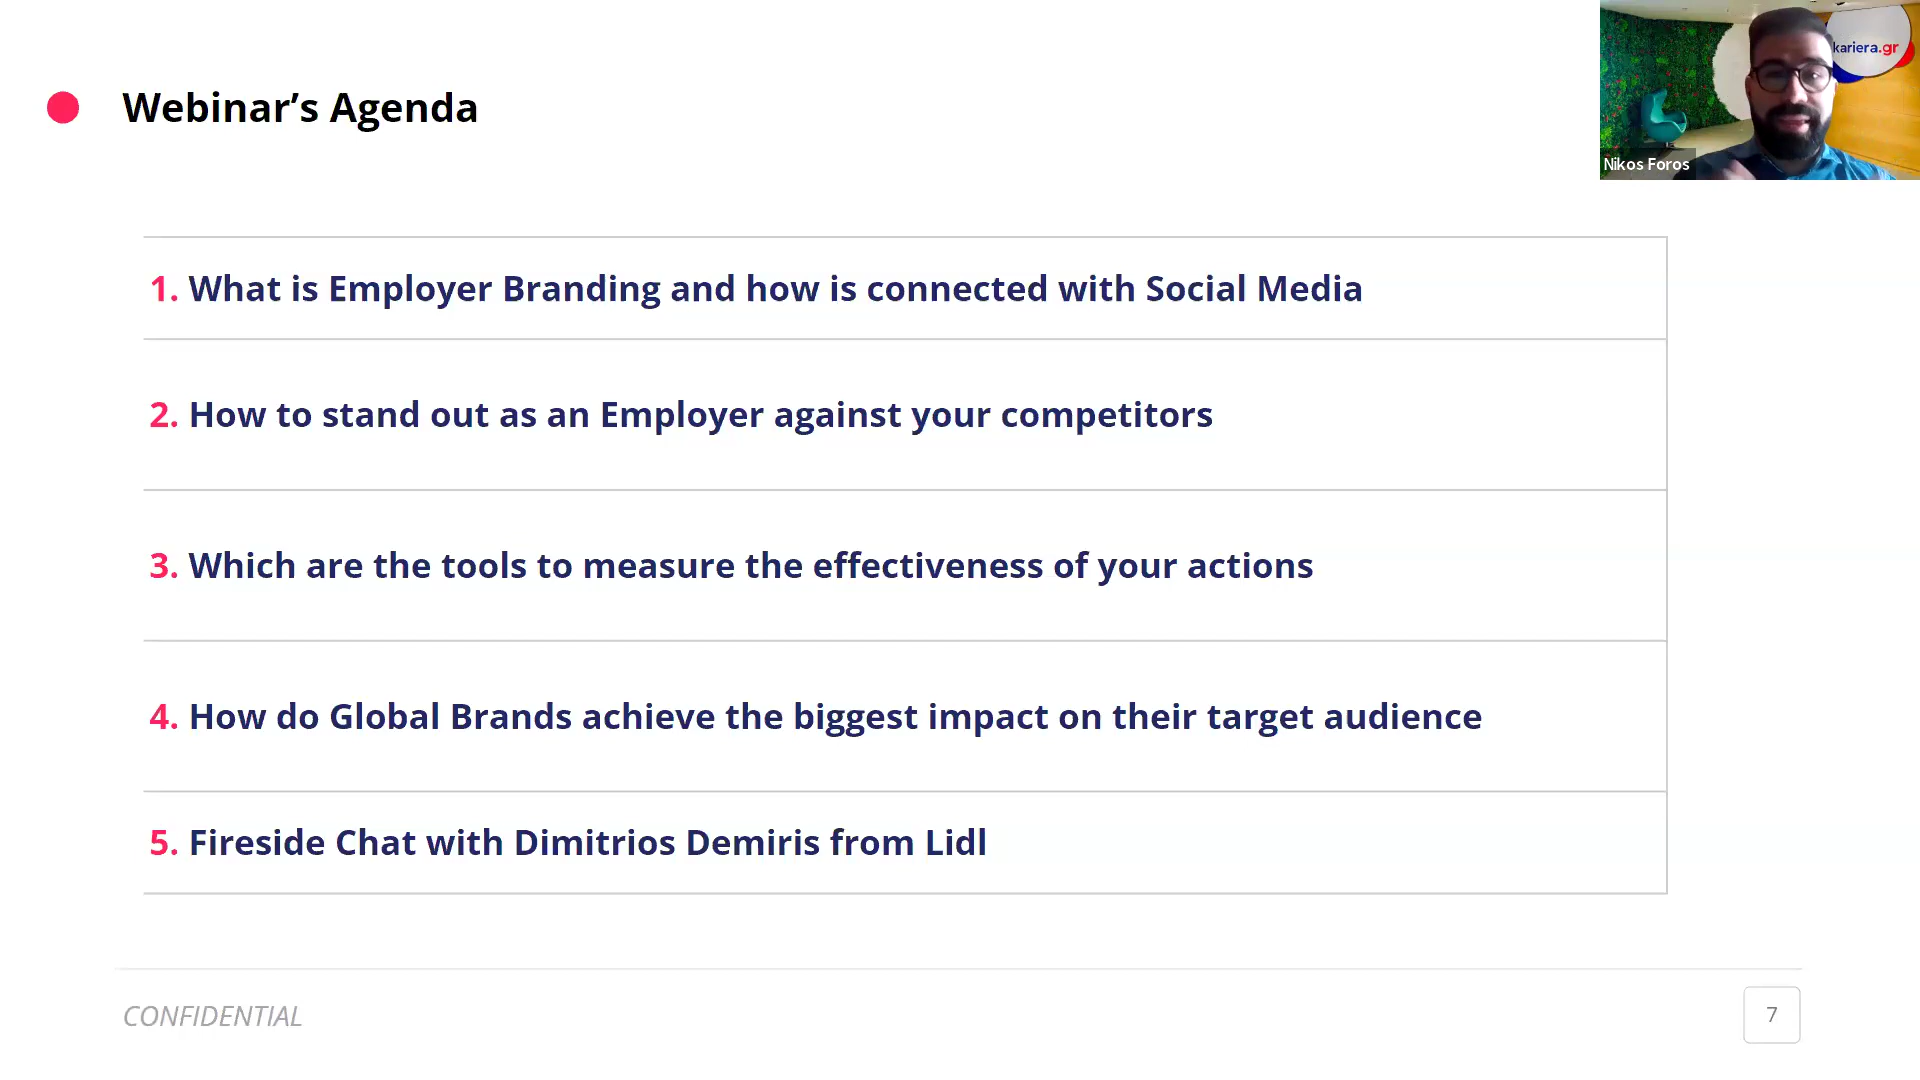 Webinar’s Agenda
kariera.gr
Nikos Foros
1. What is Employer Branding and how is connected with Social Media
2. How to stand out as an Employer against your competitors
3. Which are the tools to measure the effectiveness of your actions
4. How do Global Brands achieve the biggest impact on their target audience
5. Fireside Chat with Dimitrios Demiris from Lidl
CONFIDENTIAL
7